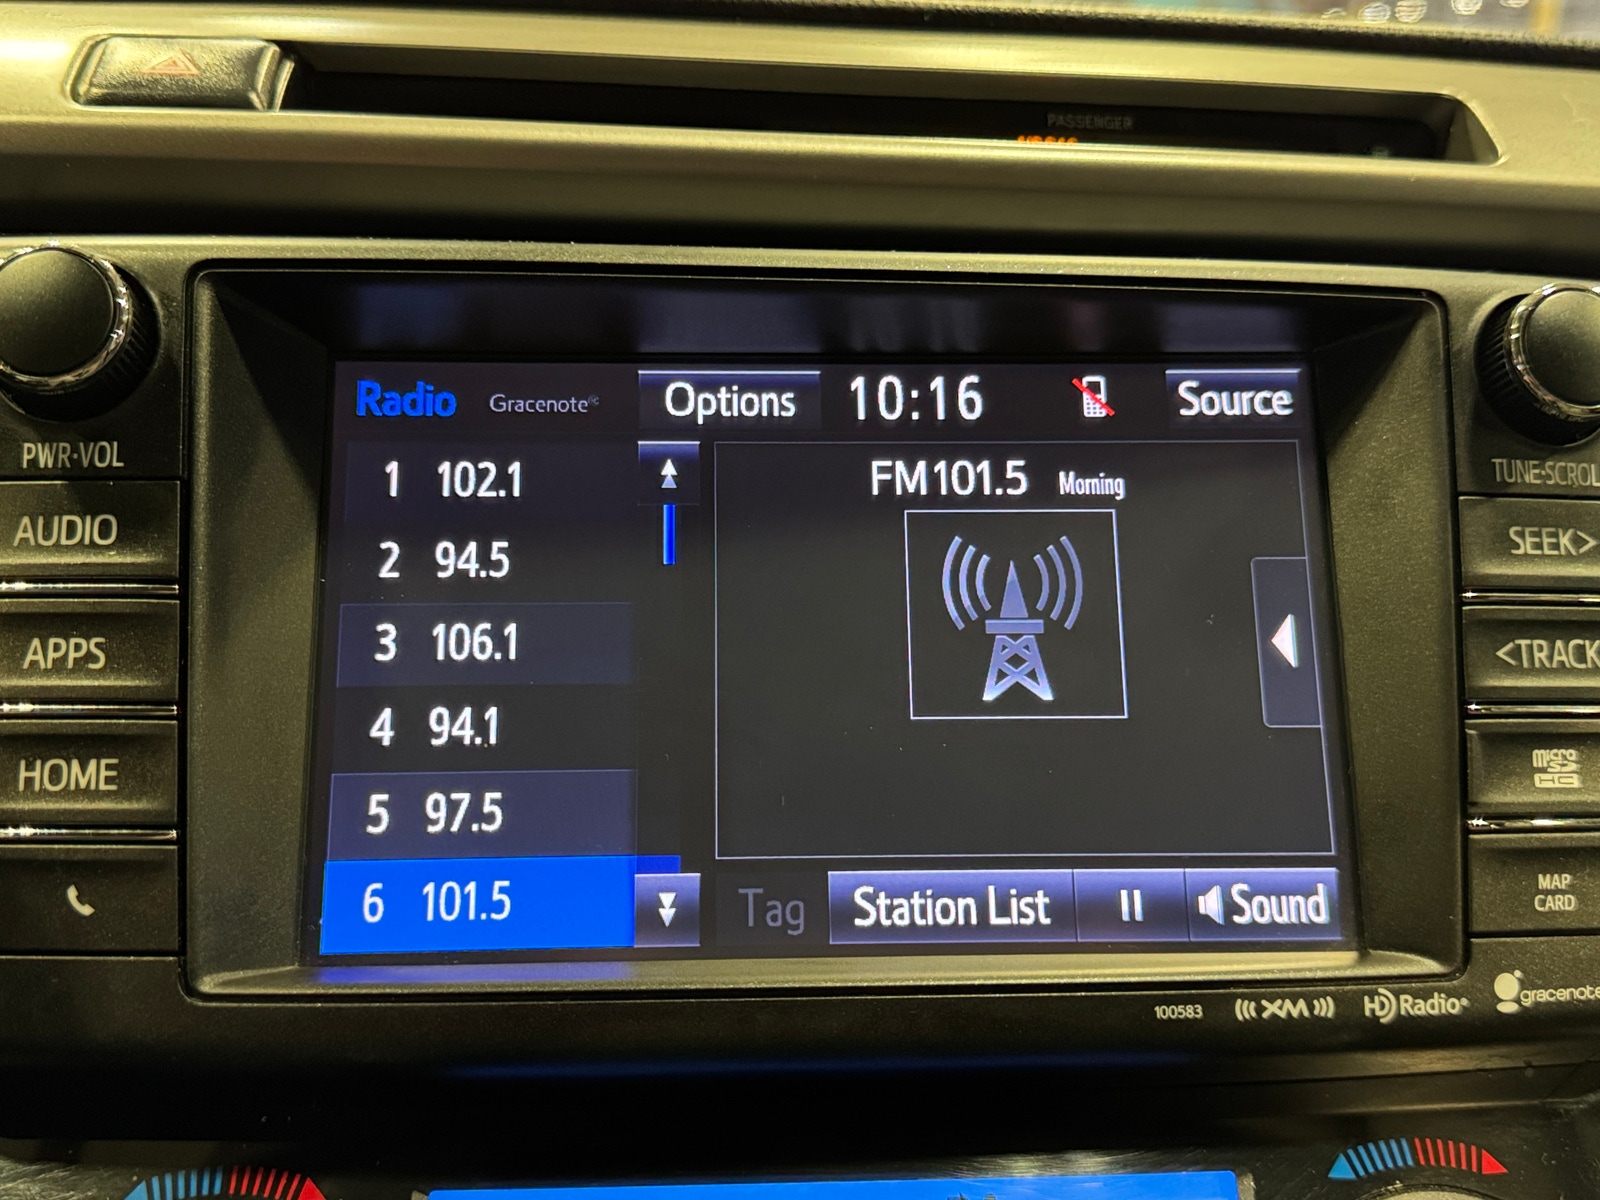 PASSENGER
Radio Gracenote® Options 10:16 Source
1 102.1
2 94.5
3 106.1
4 94.1
5 97.5
6 101.5
FM101.5 Morning
Tag Station List II Sound
PWR·VOL
AUDIO
APPS
HOME
TUNE·SCROL
SEEK>
<TRACK
micro SD HC
MAP
CARD
100583 ((( XM ))) HD Radio® gracenote